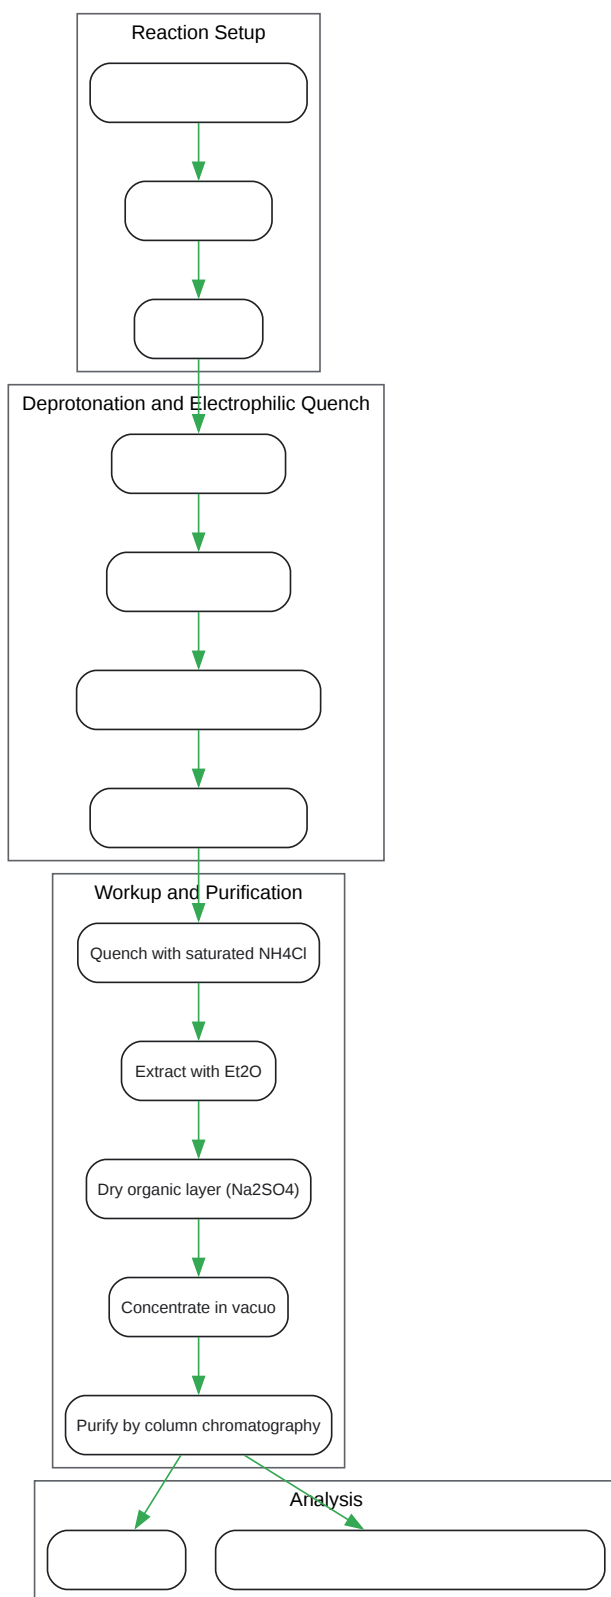 Reaction Setup
Deprotonation and Electrophilic Quench
Workup and Purification
Quench with saturated NH4Cl
Extract with Et2O
Dry organic layer (Na2SO4)
Concentrate in vacuo
Purify by column chromatography
Analysis